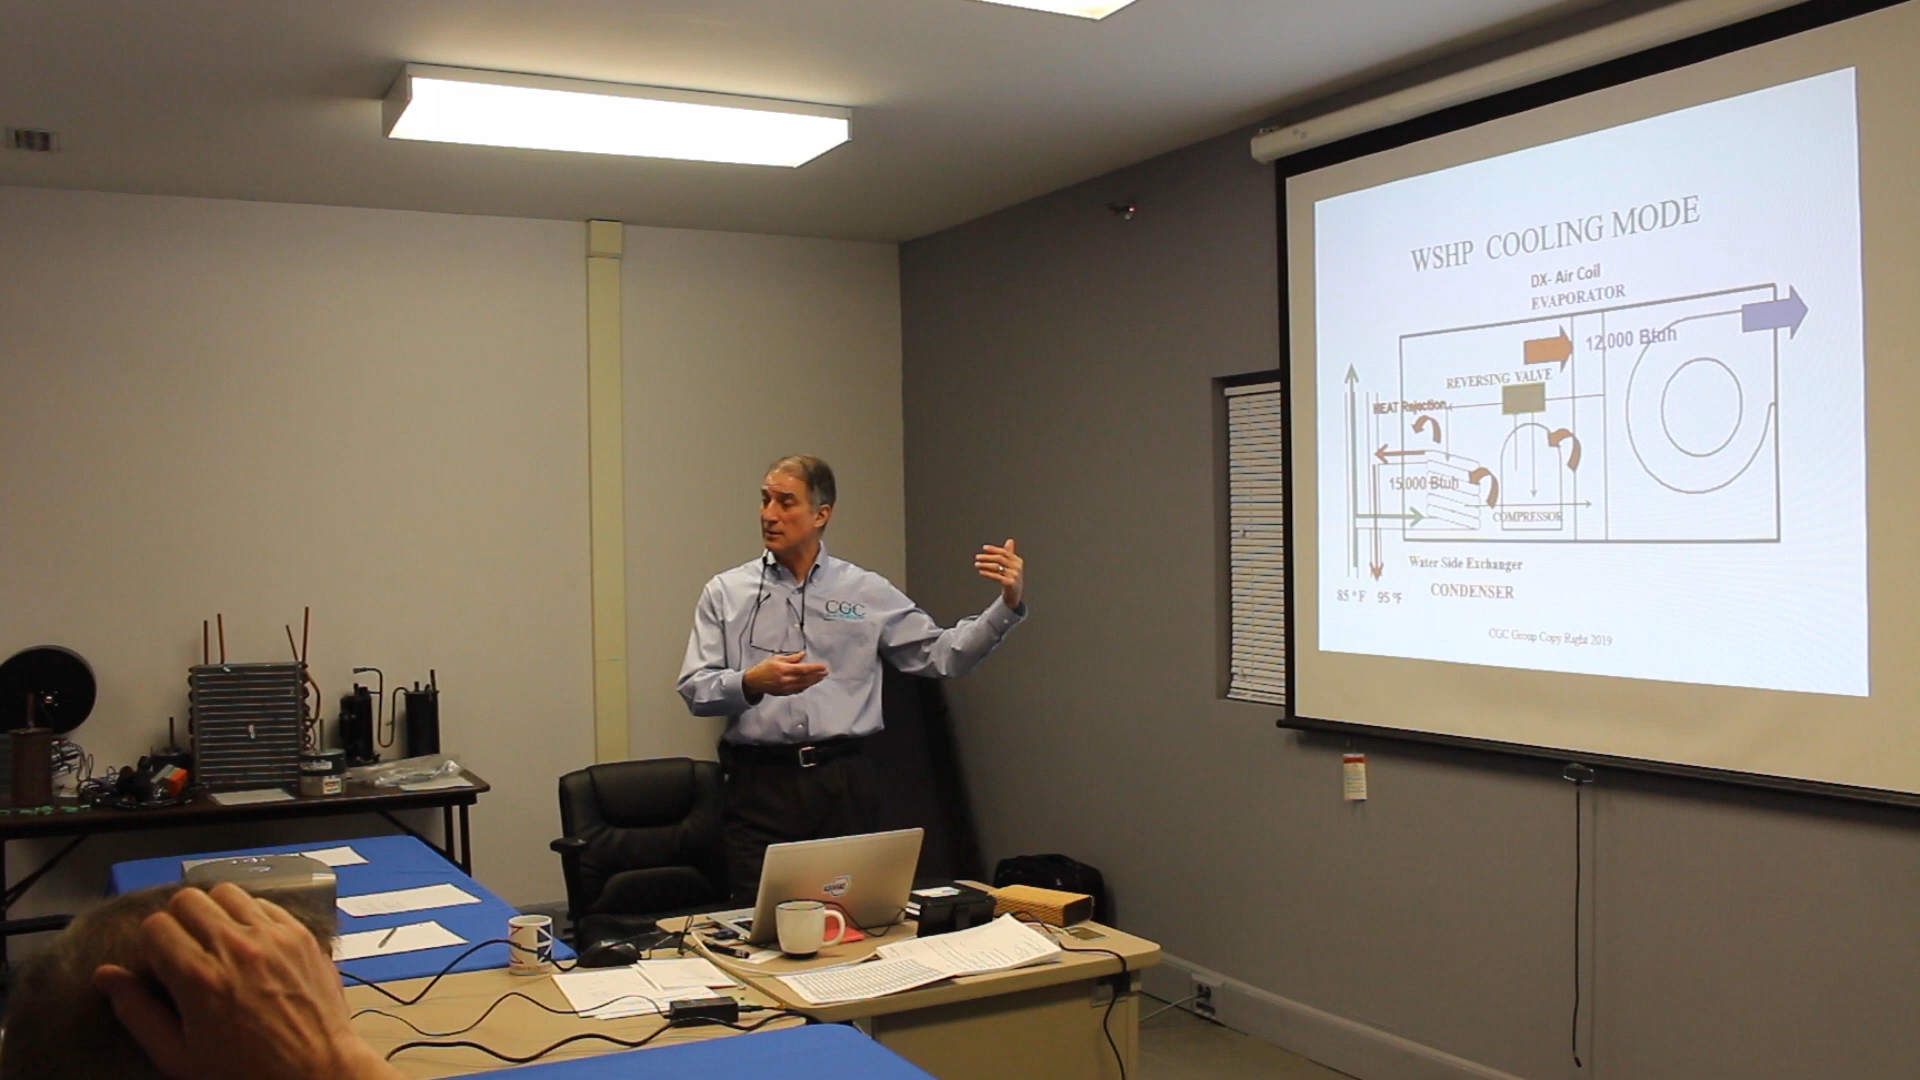 WSHP COOLING MODE
DX- Air Coil
EVAPORATOR
12,000 Btuh
REVERSING VALVE
HEAT Rejection
15,000 Btuh
COMPRESSOR
Water Side Exchanger
CONDENSER
85 °F 95 °F
CGC Group Copy Right 2019
CGC